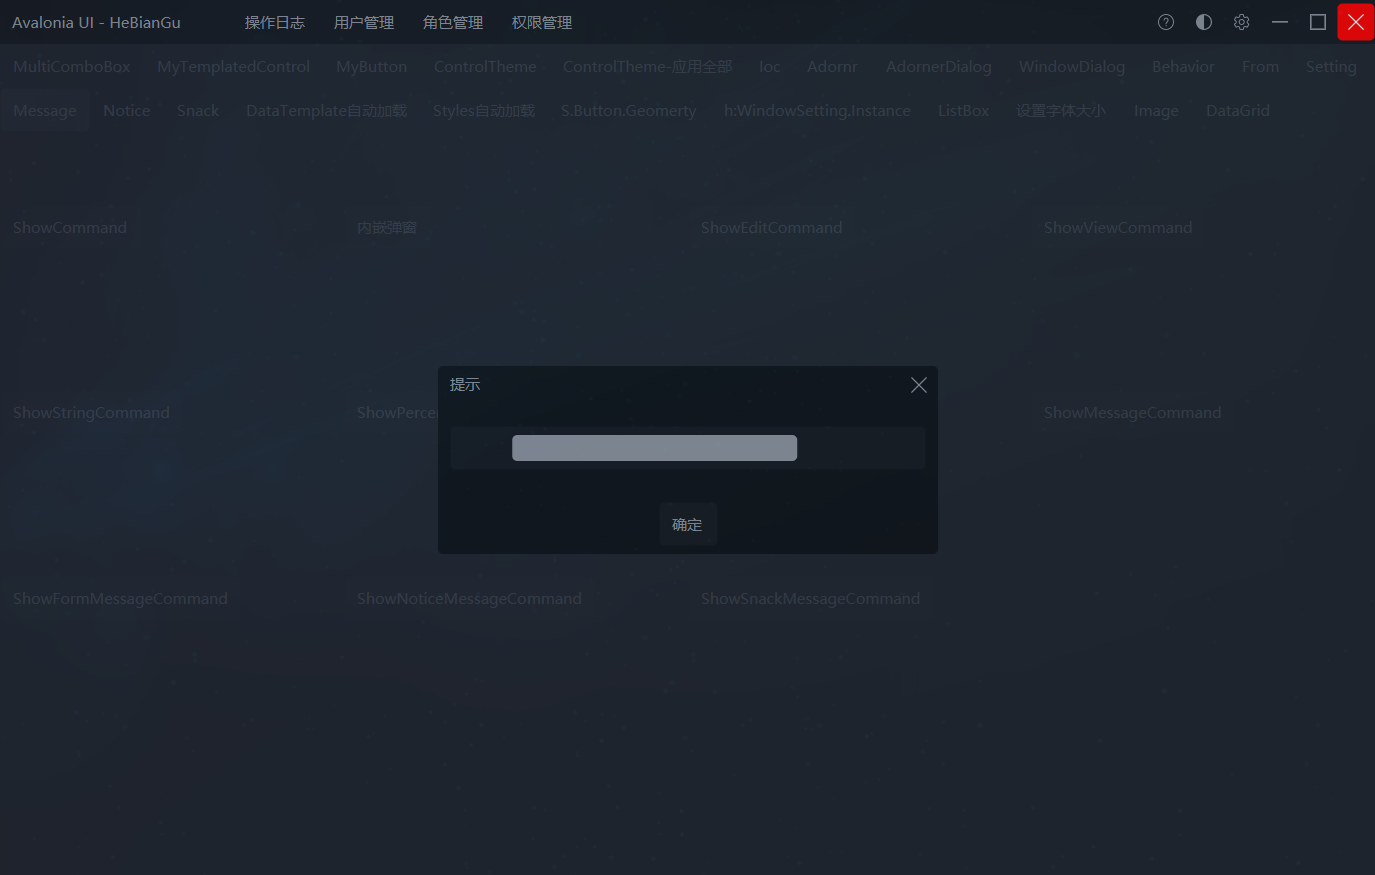 Avalonia UI - HeBianGu 操作日志 用户管理 角色管理 权限管理
MultiComboBox MyTemplatedControl MyButton ControlTheme ControlTheme-应用全部 Ioc Adornr AdornerDialog WindowDialog Behavior From Setting
Message Notice Snack DataTemplate自动加载 Styles自动加载 S.Button.Geomerty h:WindowSetting.Instance ListBox 设置字体大小 Image DataGrid
ShowCommand 内嵌弹窗 ShowEditCommand ShowViewCommand
提示
ShowStringCommand ShowPercen ShowMessageCommand
确定
ShowFormMessageCommand ShowNoticeMessageCommand ShowSnackMessageCommand